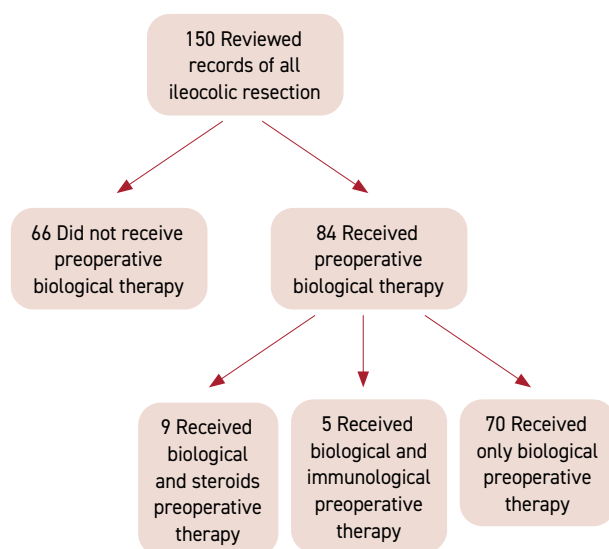 150 Reviewed
records of all
ileocolic resection
66 Did not receive
preoperative
biological therapy
84 Received
preoperative
biological therapy
9 Received
biological
and steroids
preoperative
therapy
5 Received
biological and
immunological
preoperative
therapy
70 Received
only biological
preoperative
therapy